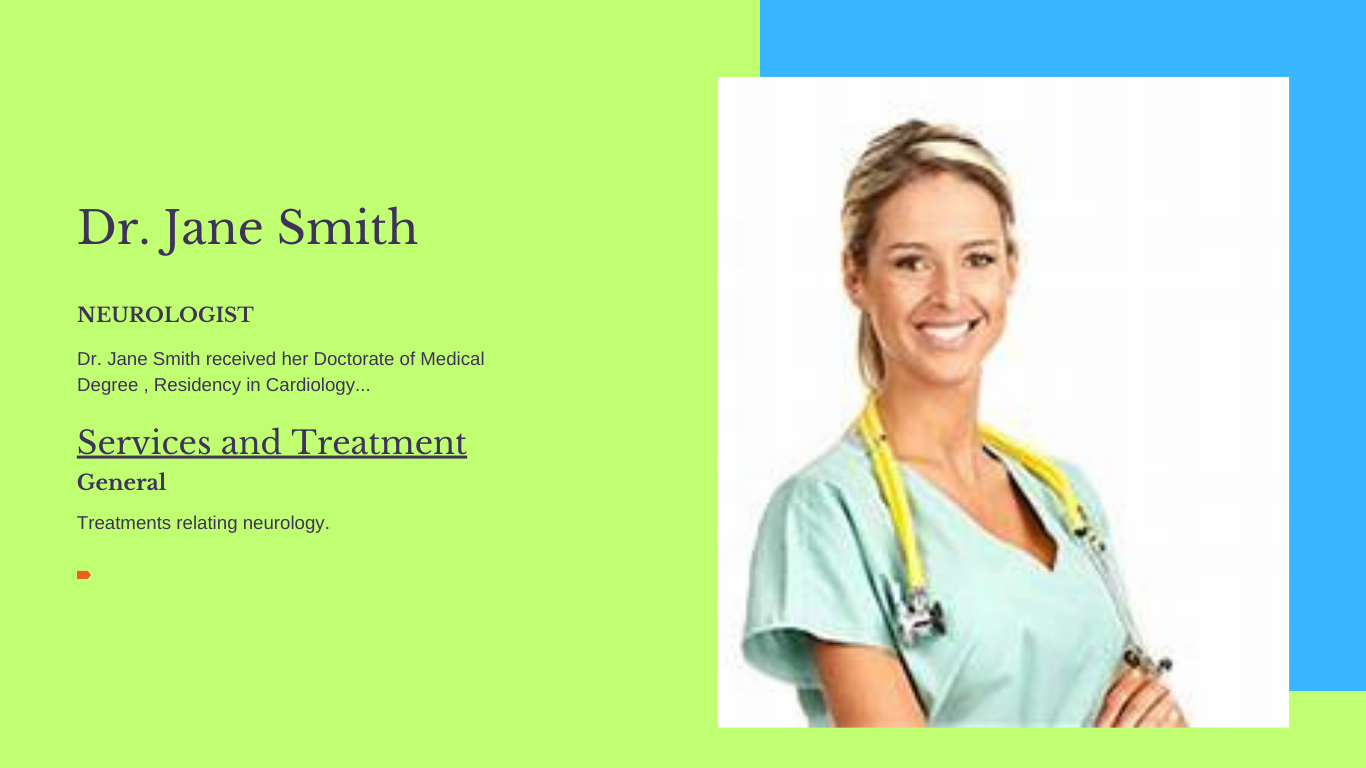 Dr. Jane Smith
NEUROLOGIST
Dr. Jane Smith received her Doctorate of Medical
Degree , Residency in Cardiology...
Services and Treatment
General
Treatments relating neurology.